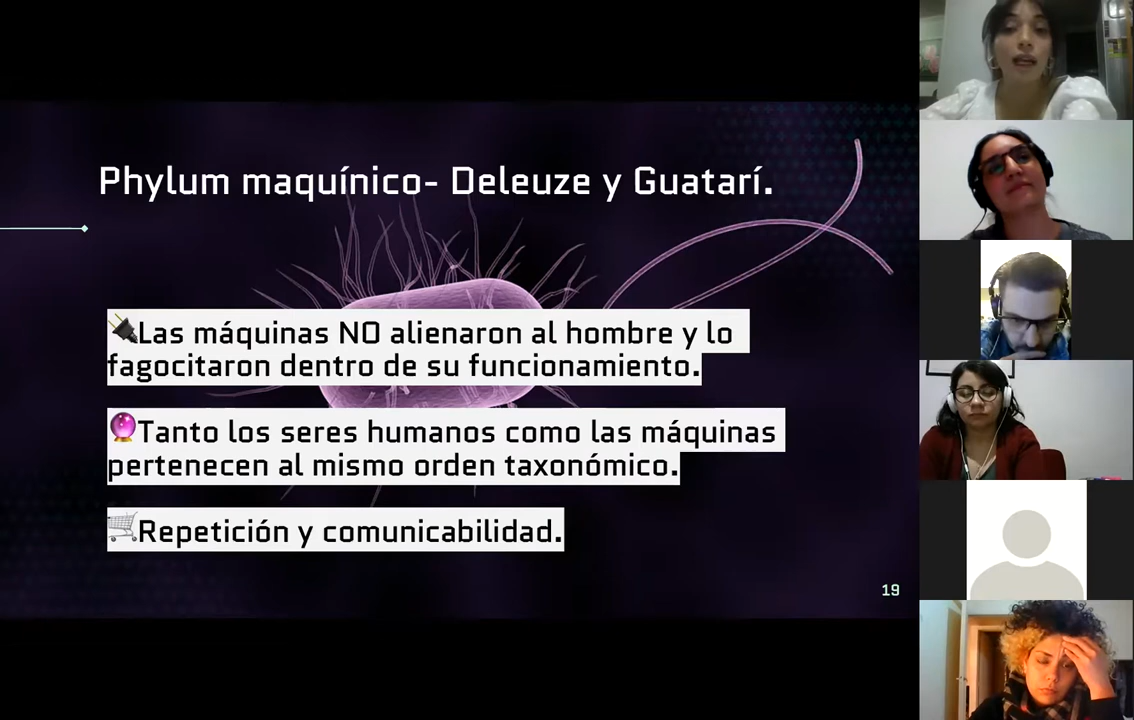 Phylum maquínico- Deleuze y Guatarí.
Las máquinas NO alienaron al hombre y lo
fagocitaron dentro de su funcionamiento.
Tanto los seres humanos como las máquinas
pertenecen al mismo orden taxonómico.
Repetición y comunicabilidad.
19